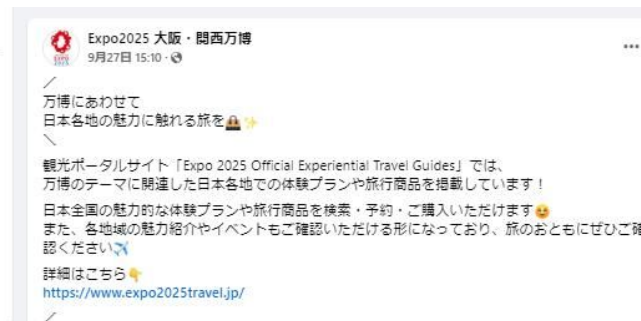 Expo2025 大阪・関西万博
9月27日 15:10
／
万博にあわせて
日本各地の魅力に触れる旅を👜✨
＼
観光ポータルサイト「Expo 2025 Official Experiential Travel Guides」では、
万博のテーマに関連した日本各地での体験プランや旅行商品を掲載しています！
日本全国の魅力的な体験プランや旅行商品を検索・予約・ご購入いただけます😉
また、各地域の魅力紹介やイベントもご確認いただける形になっており、旅のおともにぜひご確
認ください✈️
詳細はこちら👇
https://www.expo2025travel.jp/
／